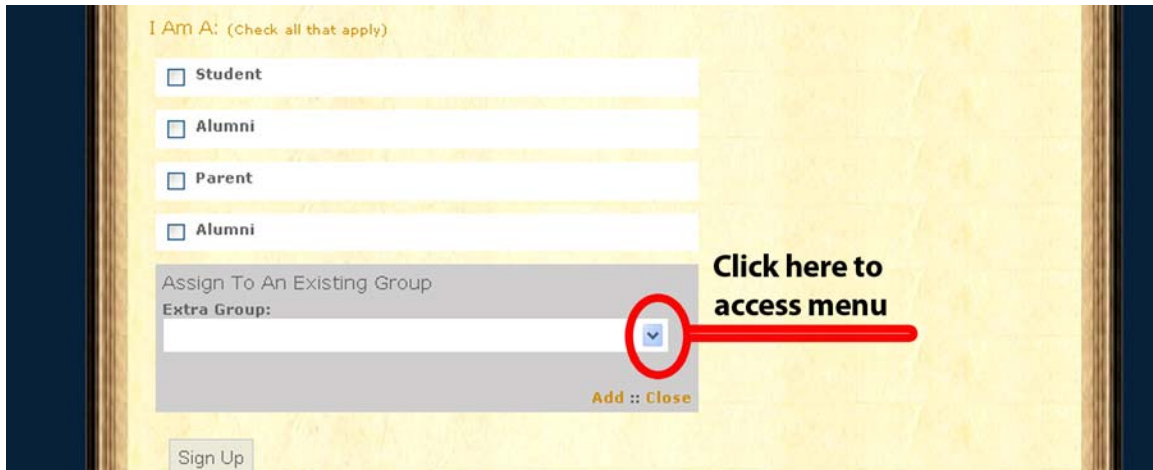 I Am A: (Check all that apply)
Student
Alumni
Parent
Alumni
Assign To An Existing Group
Extra Group:
Click here to
access menu
Add :: Close
Sign Up